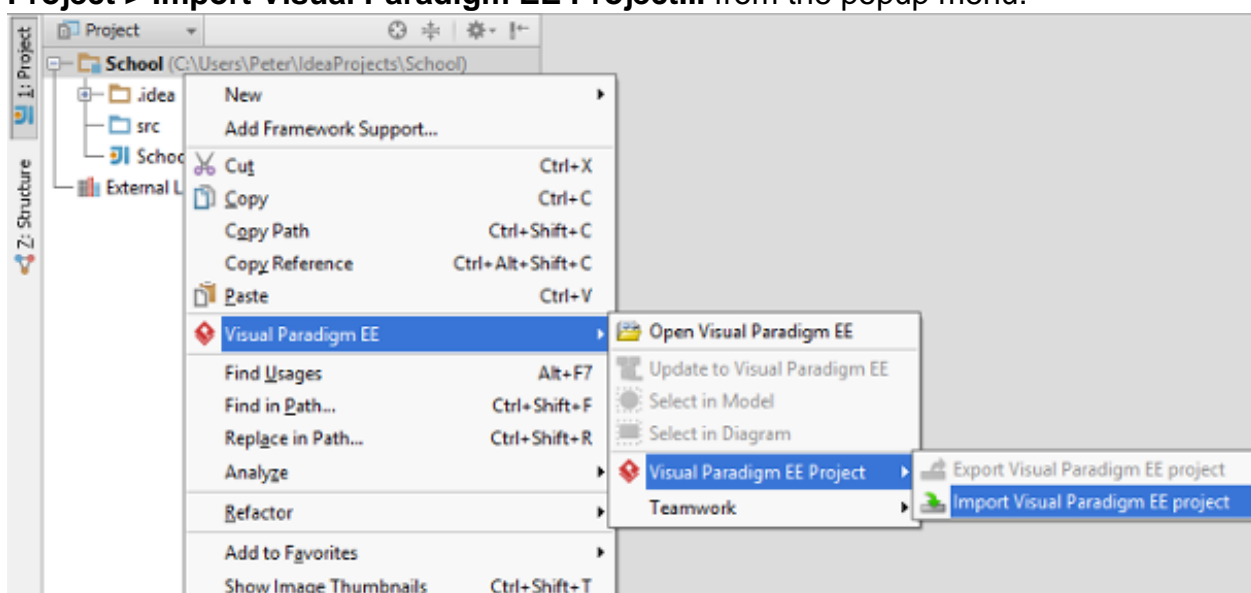 Project > Import Visual Paradigm EE Project... from the popup menu.
1: Project
Project
School (C:\Users\Peter\IdeaProjects\School)
.idea
src
Schoo
External L
Z: Structure
New
Add Framework Support...
Cut Ctrl+X
Copy Ctrl+C
Copy Path Ctrl+Shift+C
Copy Reference Ctrl+Alt+Shift+C
Paste Ctrl+V
Visual Paradigm EE
Find Usages Alt+F7
Find in Path... Ctrl+Shift+F
Replace in Path... Ctrl+Shift+R
Analyze
Refactor
Add to Favorites
Show Image Thumbnails Ctrl+Shift+T
Open Visual Paradigm EE
Update to Visual Paradigm EE
Select in Model
Select in Diagram
Visual Paradigm EE Project
Teamwork
Export Visual Paradigm EE project
Import Visual Paradigm EE project